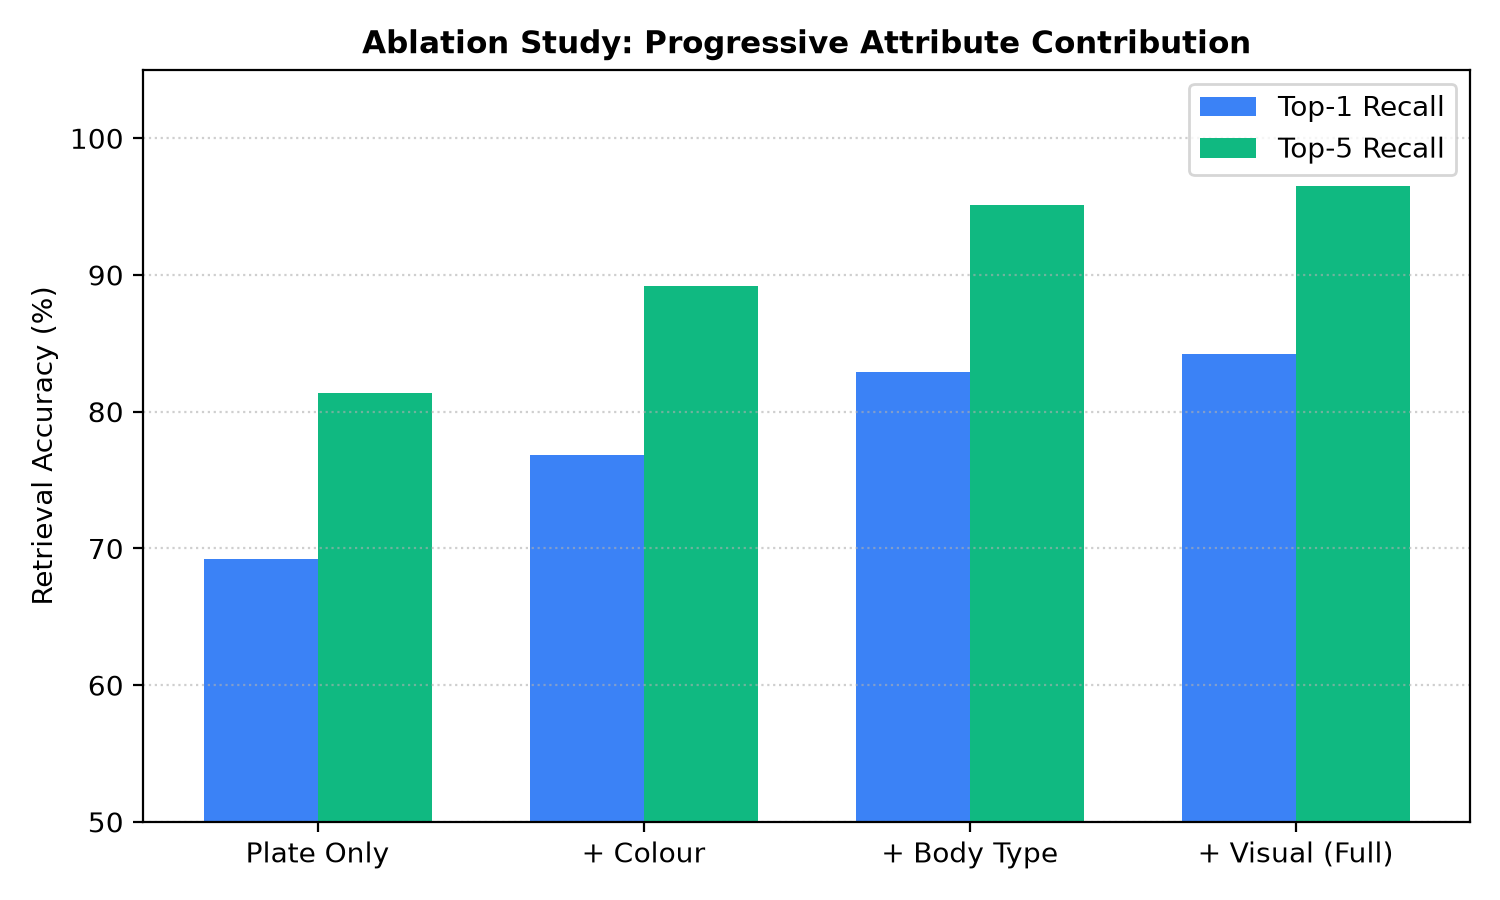 Ablation Study: Progressive Attribute Contribution
Top-1 Recall
Top-5 Recall
Retrieval Accuracy (%)
100
90
80
70
60
50
Plate Only
+ Colour
+ Body Type
+ Visual (Full)